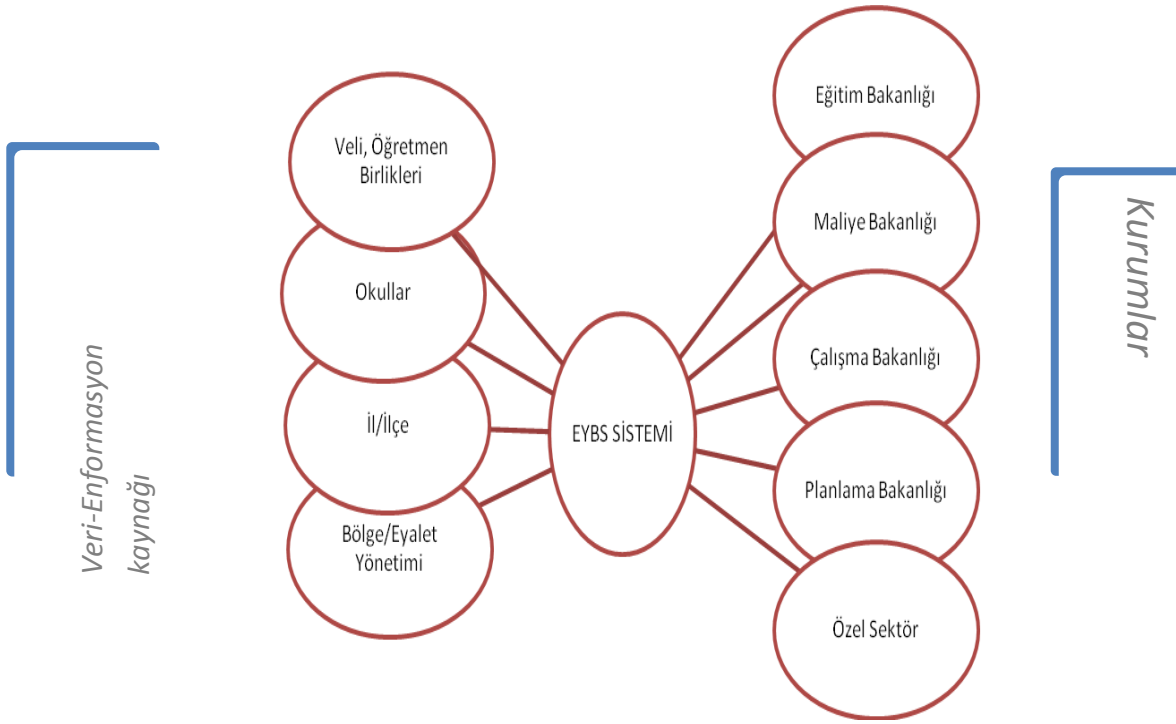 Veri-Enformasyon
kaynağı
Veli, Öğretmen
Birlikleri
Okullar
İl/İlçe
Bölge/Eyalet
Yönetimi
EYBS SİSTEMİ
Eğitim Bakanlığı
Maliye Bakanlığı
Çalışma Bakanlığı
Planlama Bakanlığı
Özel Sektör
Kurumlar